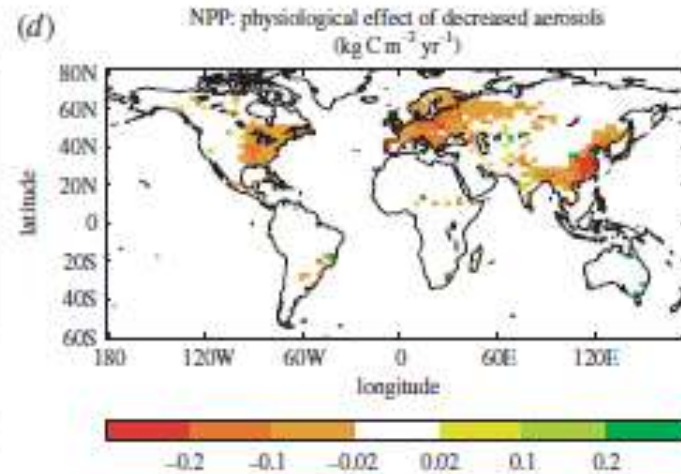 (d)
NPP: physiological effect of decreased aerosols
(kg C m⁻² yr⁻¹)
80N
60N
40N
20N
0
20S
40S
60S
latitude
180 120W 60W 0 60E 120E
longitude
−0.2 −0.1 −0.02 0.02 0.1 0.2